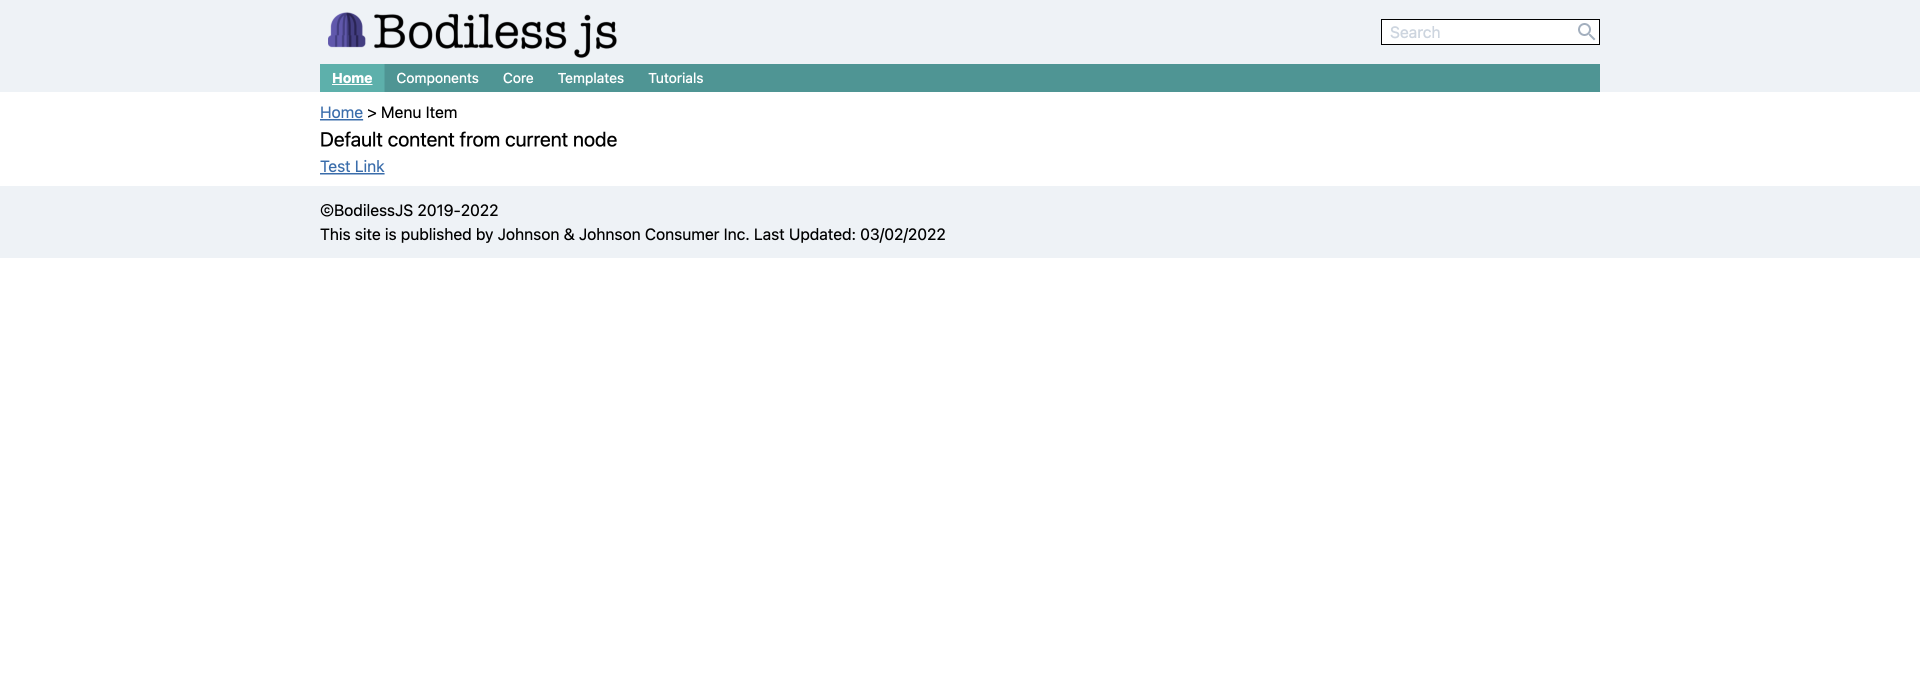 Bodiless js
Search
Home Components Core Templates Tutorials
Home > Menu Item
Default content from current node
Test Link
©BodilessJS 2019-2022
This site is published by Johnson & Johnson Consumer Inc. Last Updated: 03/02/2022